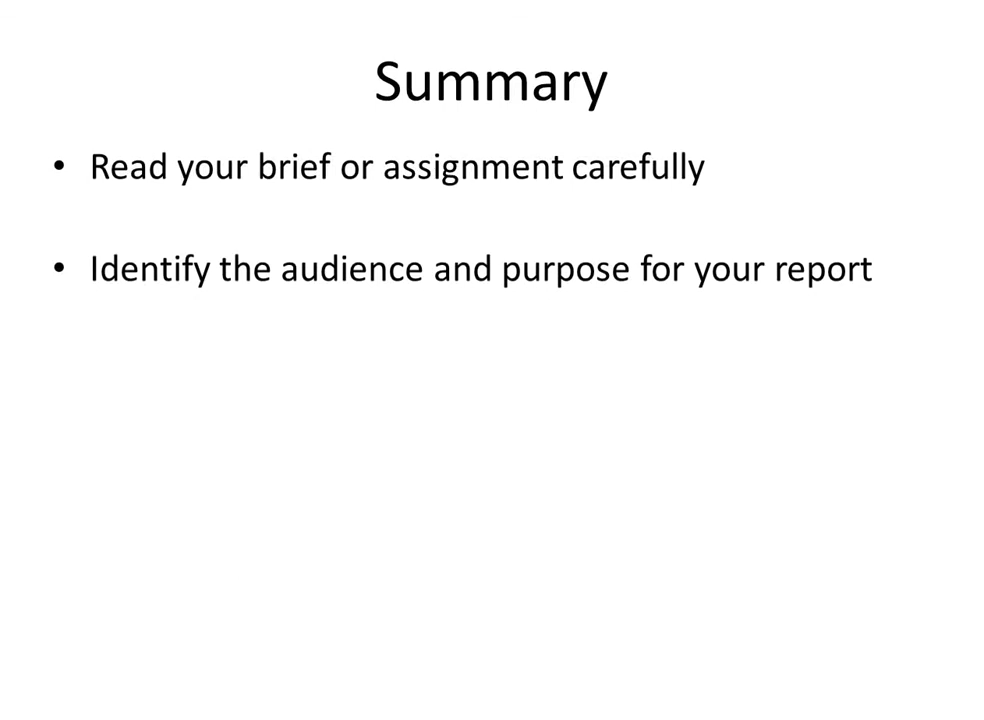 Summary
• Read your brief or assignment carefully
• Identify the audience and purpose for your report